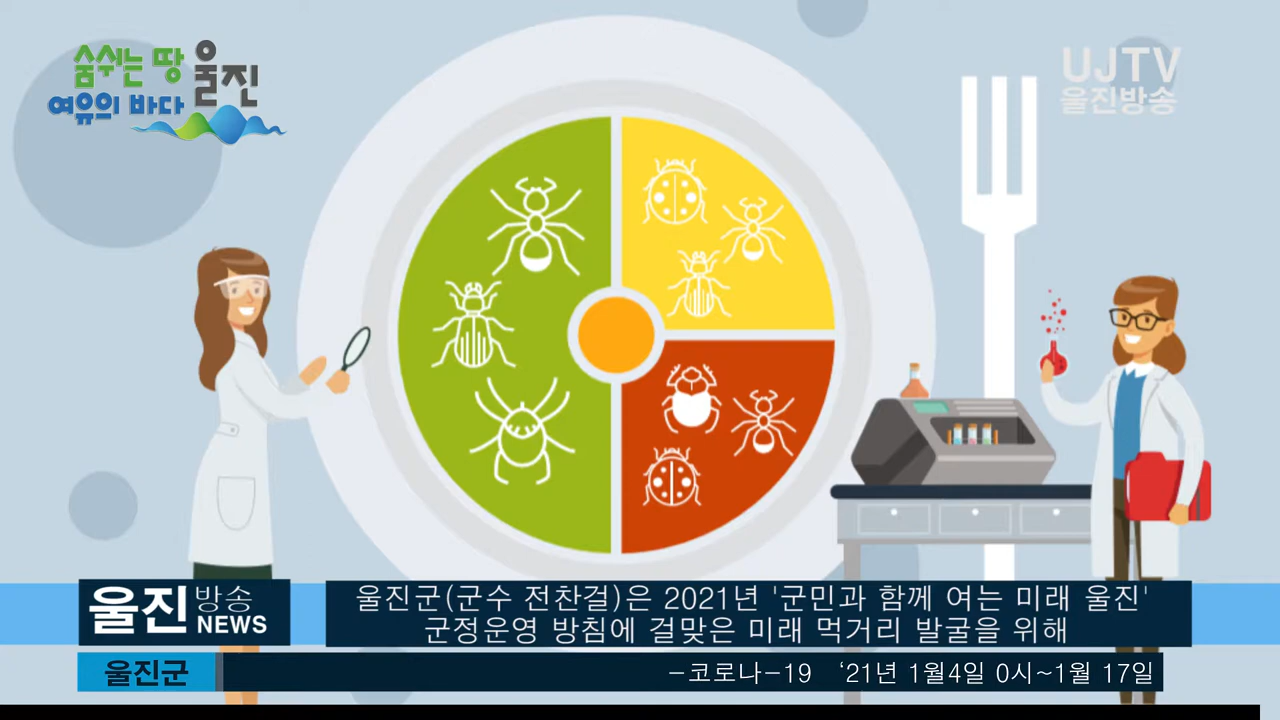 숨쉬는 땅 울진
여유의 바다
UJTV
울진방송
울진방송
NEWS
울진군(군수 전찬걸)은 2021년 '군민과 함께 여는 미래 울진'
군정운영 방침에 걸맞은 미래 먹거리 발굴을 위해
울진군
-코로나-19 ‘21년 1월4일 0시~1월 17일